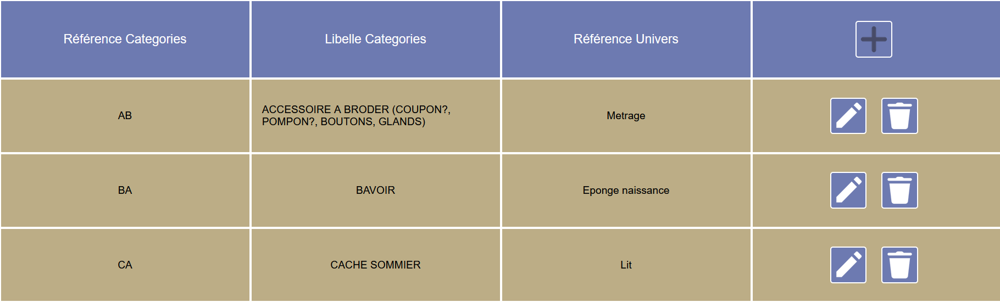 Référence Categories
Libelle Categories
Référence Univers
AB
ACCESSOIRE A BRODER (COUPON?,
POMPON?, BOUTONS, GLANDS)
Metrage
BA
BAVOIR
Eponge naissance
CA
CACHE SOMMIER
Lit